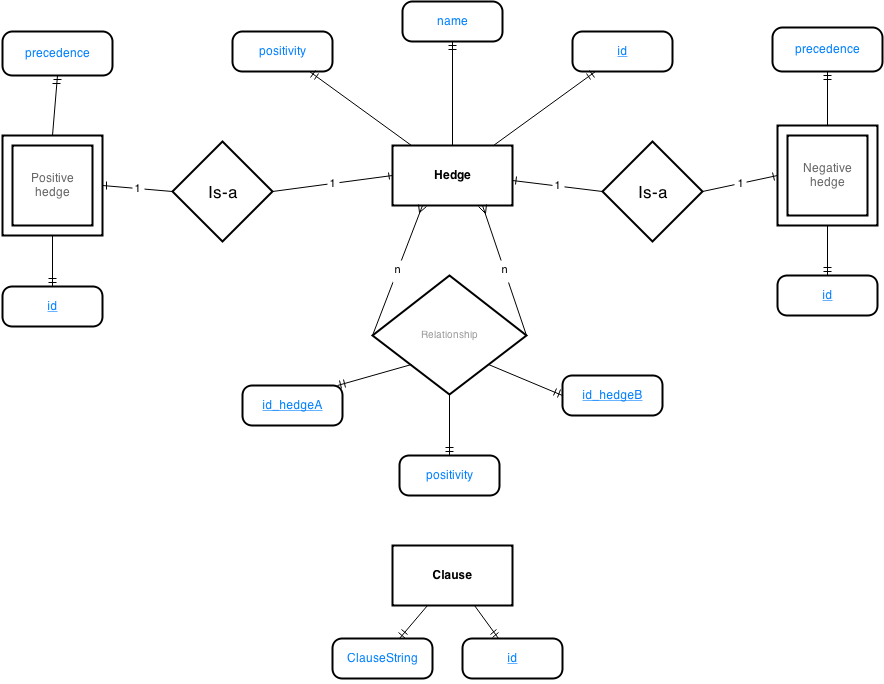 name
precedence
positivity
id
precedence
Positive
hedge
1
Is-a
1
Hedge
1
Is-a
1
Negative
hedge
n
n
id
id
Relationship
id_hedgeA
id_hedgeB
positivity
Clause
ClauseString
id